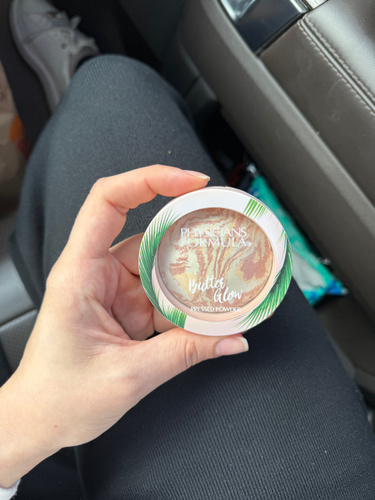 PHYSICIANS
FORMULA®
Butter
Glow
PRESSED POWDER